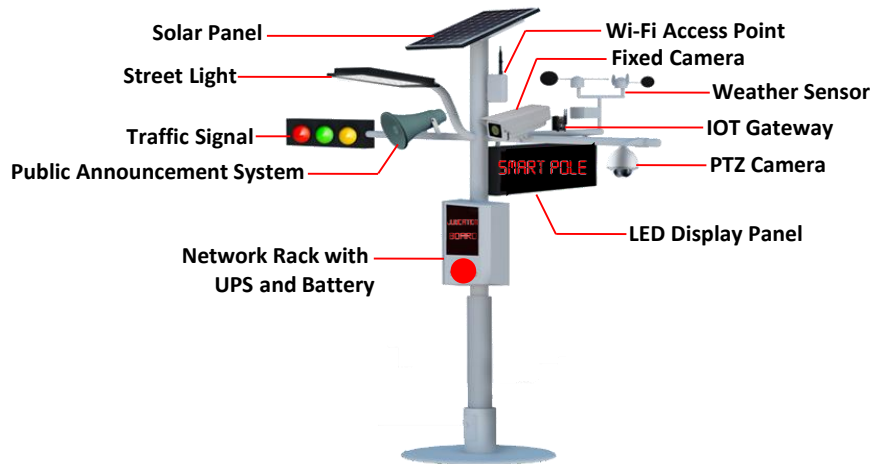 Solar Panel
Wi-Fi Access Point
Fixed Camera
Street Light
Weather Sensor
Traffic Signal
IOT Gateway
Public Announcement System
PTZ Camera
SMART POLE
LED Display Panel
BOARD
Network Rack with
UPS and Battery